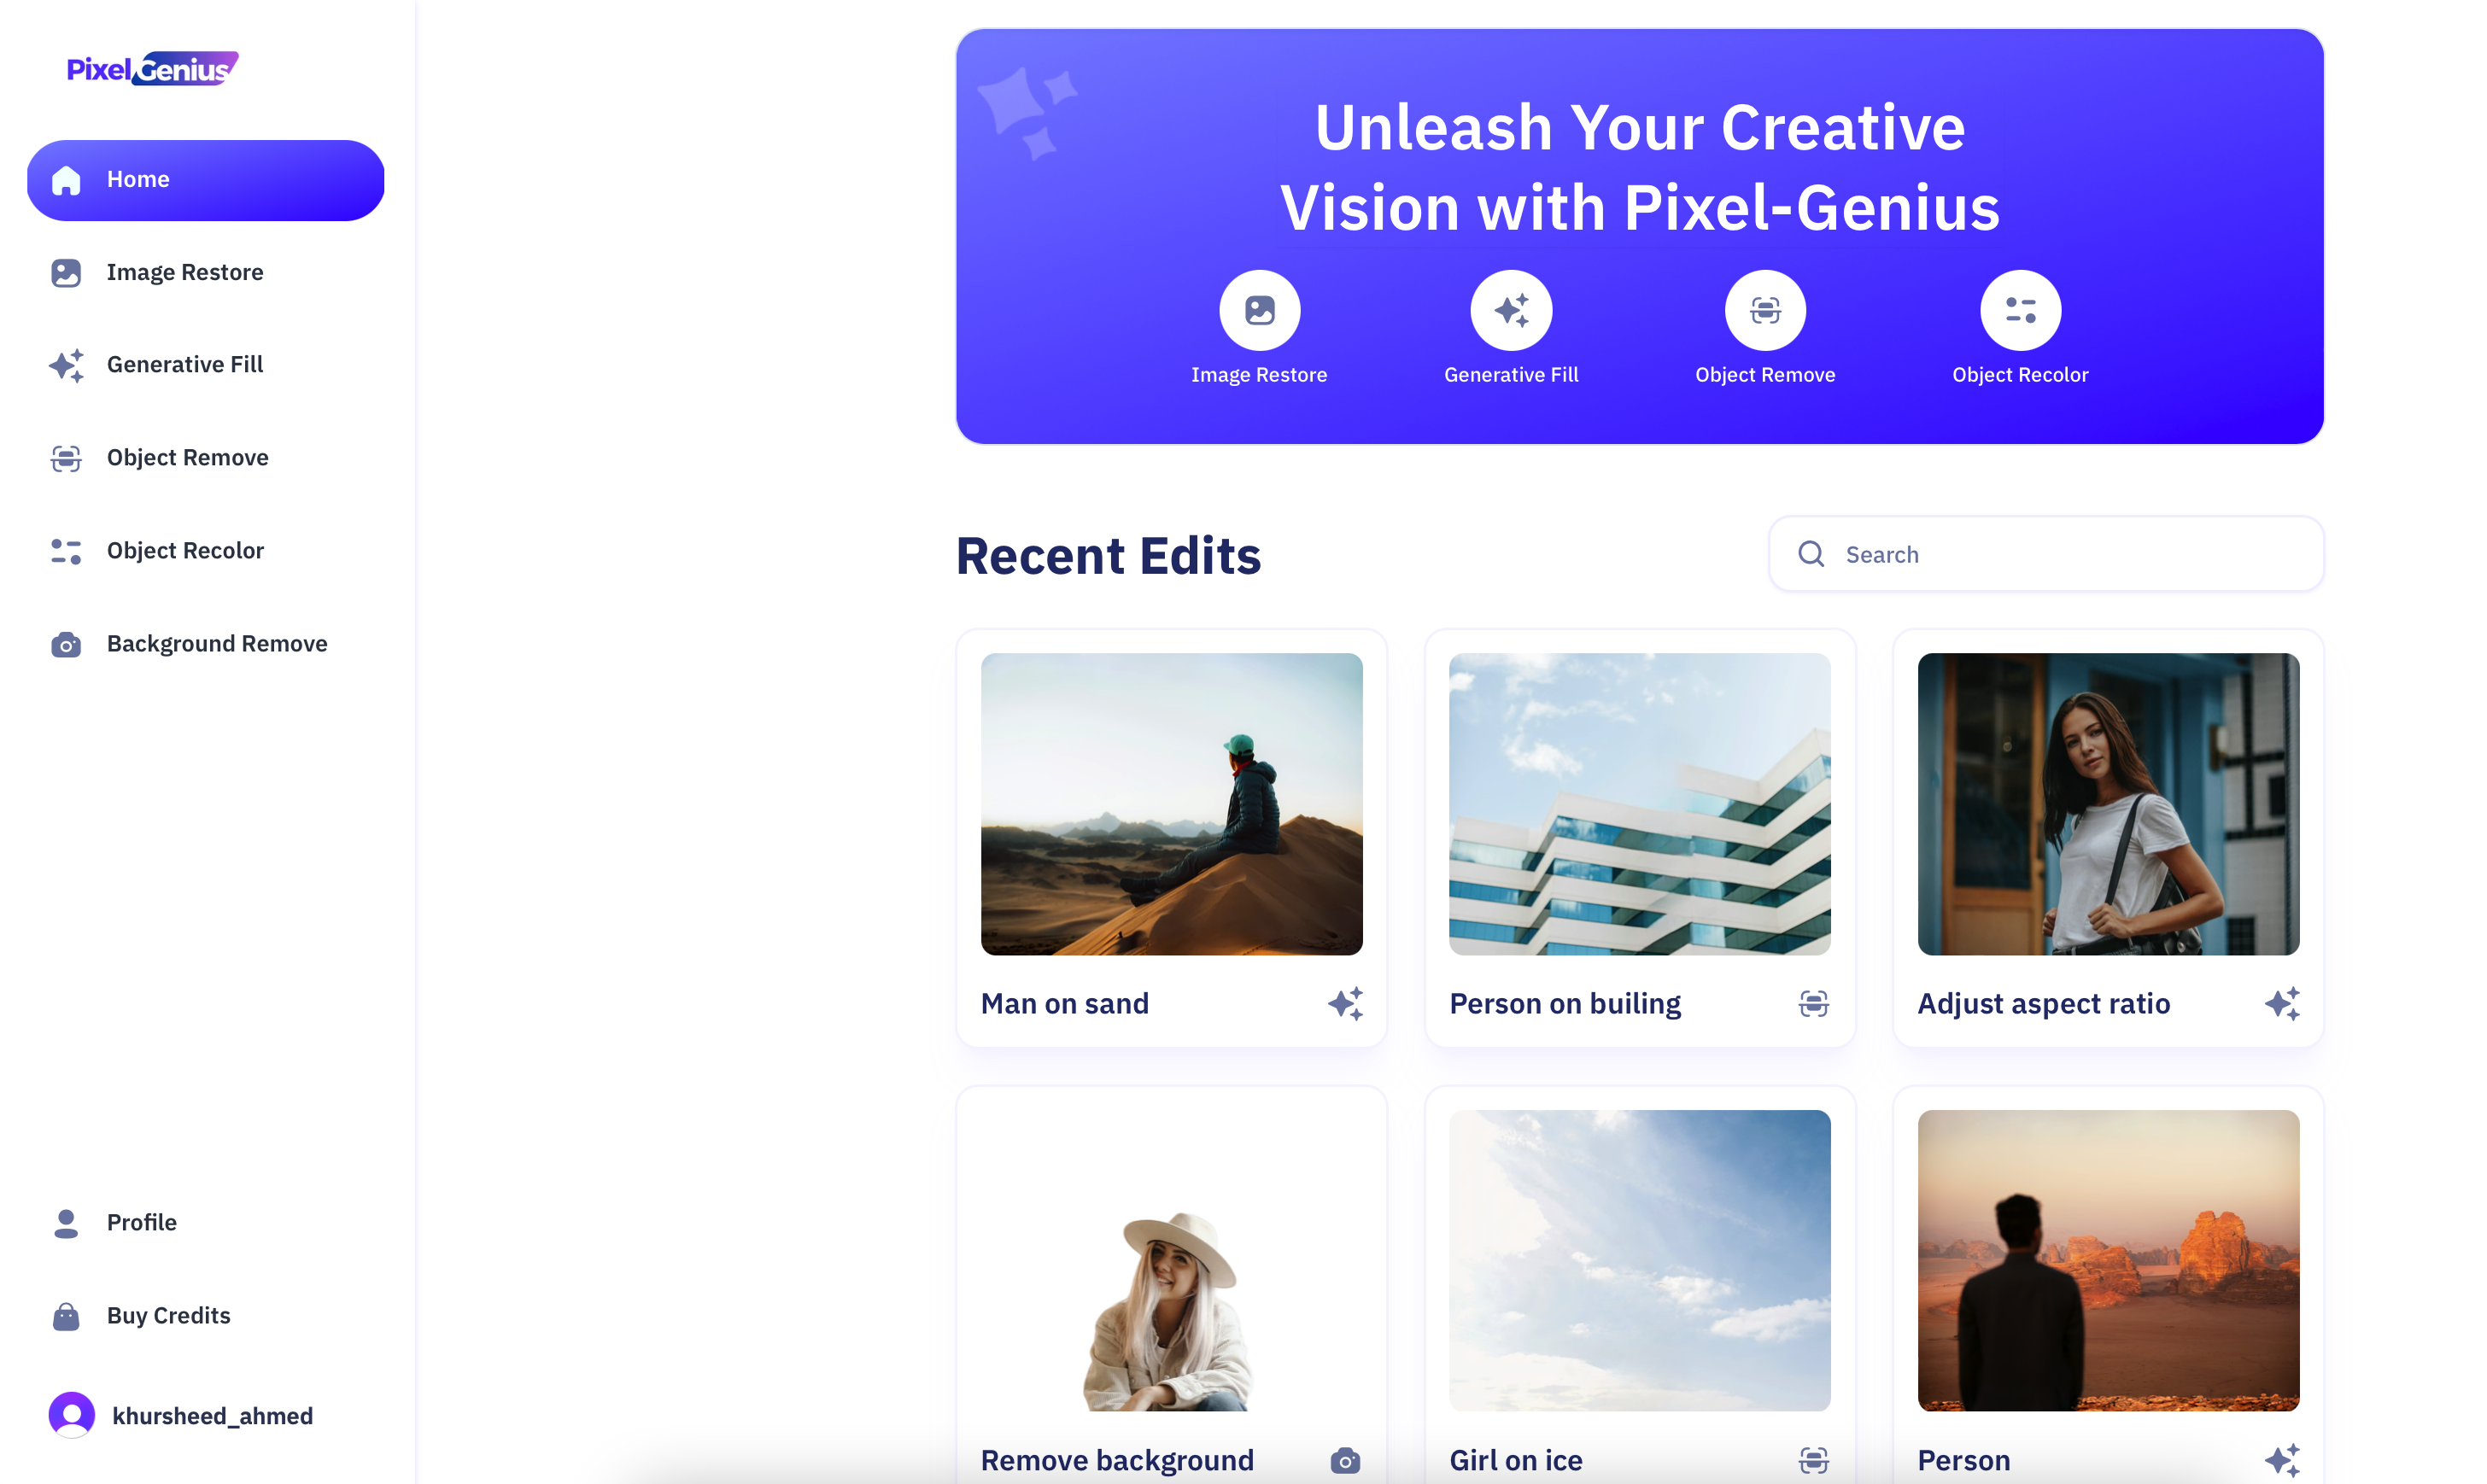 PixelGenius
Home
Image Restore
Generative Fill
Object Remove
Object Recolor
Background Remove
Profile
Buy Credits
khursheed_ahmed
Unleash Your Creative
Vision with Pixel-Genius
Image Restore
Generative Fill
Object Remove
Object Recolor
Recent Edits
Search
Man on sand
Person on builing
Adjust aspect ratio
Remove background
Girl on ice
Person